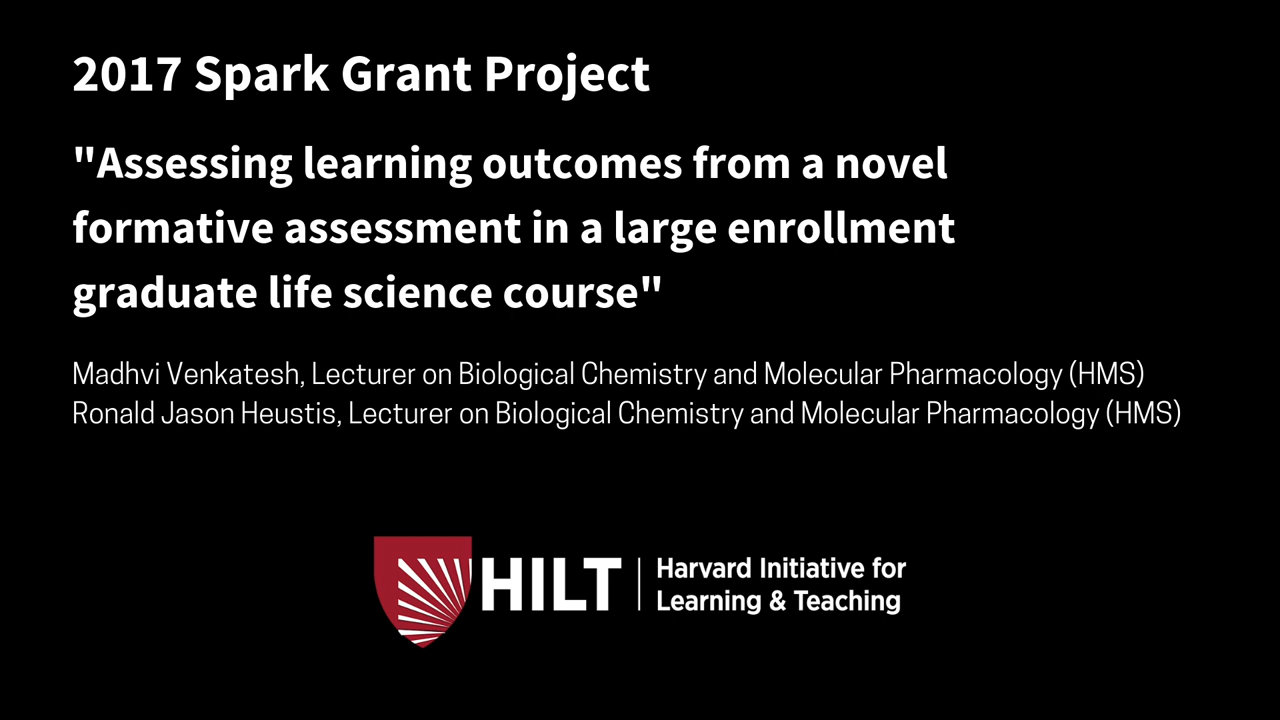 2017 Spark Grant Project
"Assessing learning outcomes from a novel
formative assessment in a large enrollment
graduate life science course"
Madhvi Venkatesh, Lecturer on Biological Chemistry and Molecular Pharmacology (HMS)
Ronald Jason Heustis, Lecturer on Biological Chemistry and Molecular Pharmacology (HMS)
HILT
Harvard Initiative for
Learning & Teaching